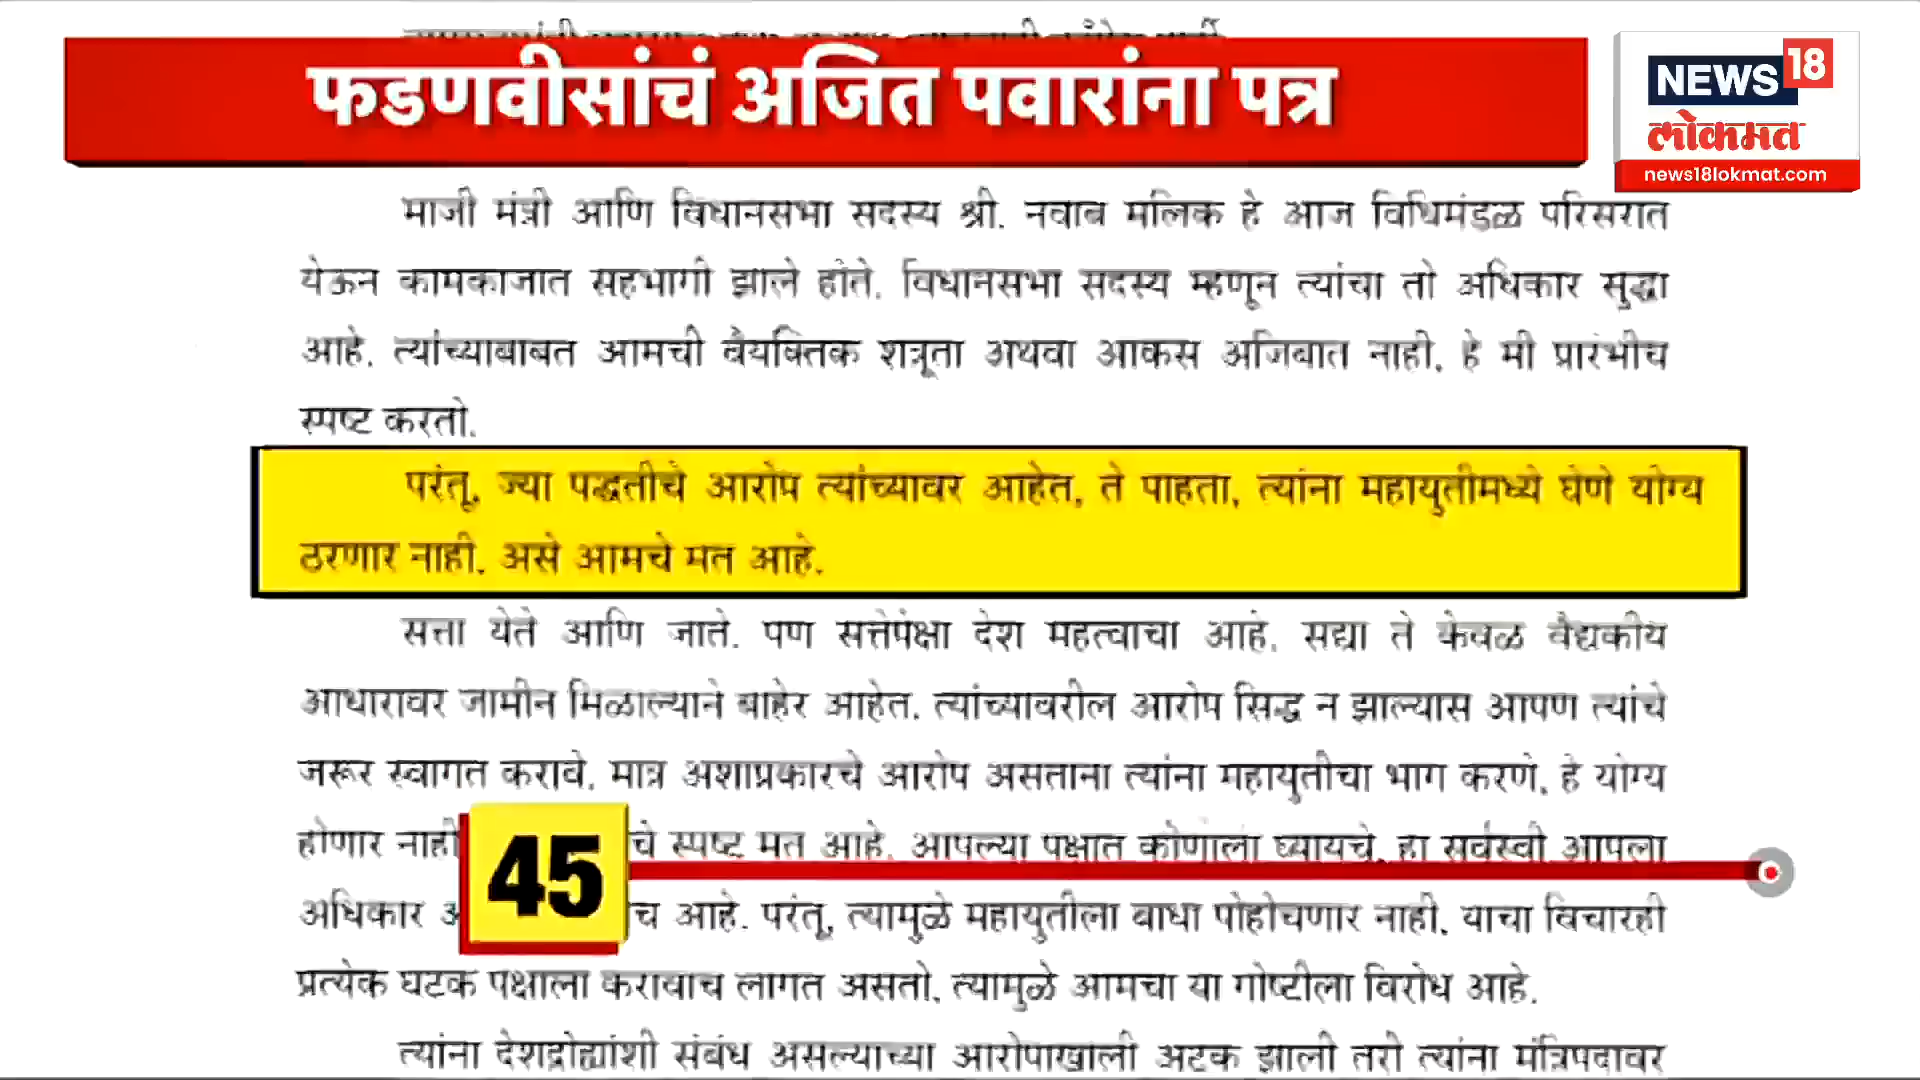 फडणवीसांचं अजित पवारांना पत्र
NEWS 18
लोकमत
news18lokmat.com
माजी मंत्री आणि विधानसभा सदस्य श्री. नवाब मलिक हे आज विधिमंडळ परिसरात
येऊन कामकाजात सहभागी झाले होते. विधानसभा सदस्य म्हणून त्यांचा तो अधिकार सुद्धा
आहे. त्यांच्याबाबत आमची वैयक्तिक शत्रूता अथवा आकस अजिबात नाही, हे मी प्रारंभीच
स्पष्ट करतो.
परंतू, ज्या पद्धतीचे आरोप त्यांच्यावर आहेत, ते पाहता, त्यांना महायुतीमध्ये घेणे योग्य
ठरणार नाही, असे आमचे मत आहे.
सत्ता येते आणि जाते. पण सत्तेपेक्षा देश महत्वाचा आहे. सद्या ते केवळ वैद्यकीय
आधारावर जामीन मिळाल्याने बाहेर आहेत. त्यांच्यावरील आरोप सिद्ध न झाल्यास आपण त्यांचे
जरूर स्वागत करावे. मात्र अशाप्रकारचे आरोप असताना त्यांना महायुतीचा भाग करणे, हे योग्य
होणार नाही चे स्पष्ट मत आहे. आपल्या पक्षात कोणाला घ्यायचे, हा सर्वस्वी आपला
45
अधिकार च आहे. परंतू, त्यामुळे महायुतीला बाधा पोहोचणार नाही, याचा विचारही
प्रत्येक घटक पक्षाला करावाच लागत असतो. त्यामुळे आमचा या गोष्टीला विरोध आहे.
त्यांना देशद्रोह्यांशी संबंध असल्याच्या आरोपाखाली अटक झाली तरी त्यांना मंत्रिपदावर